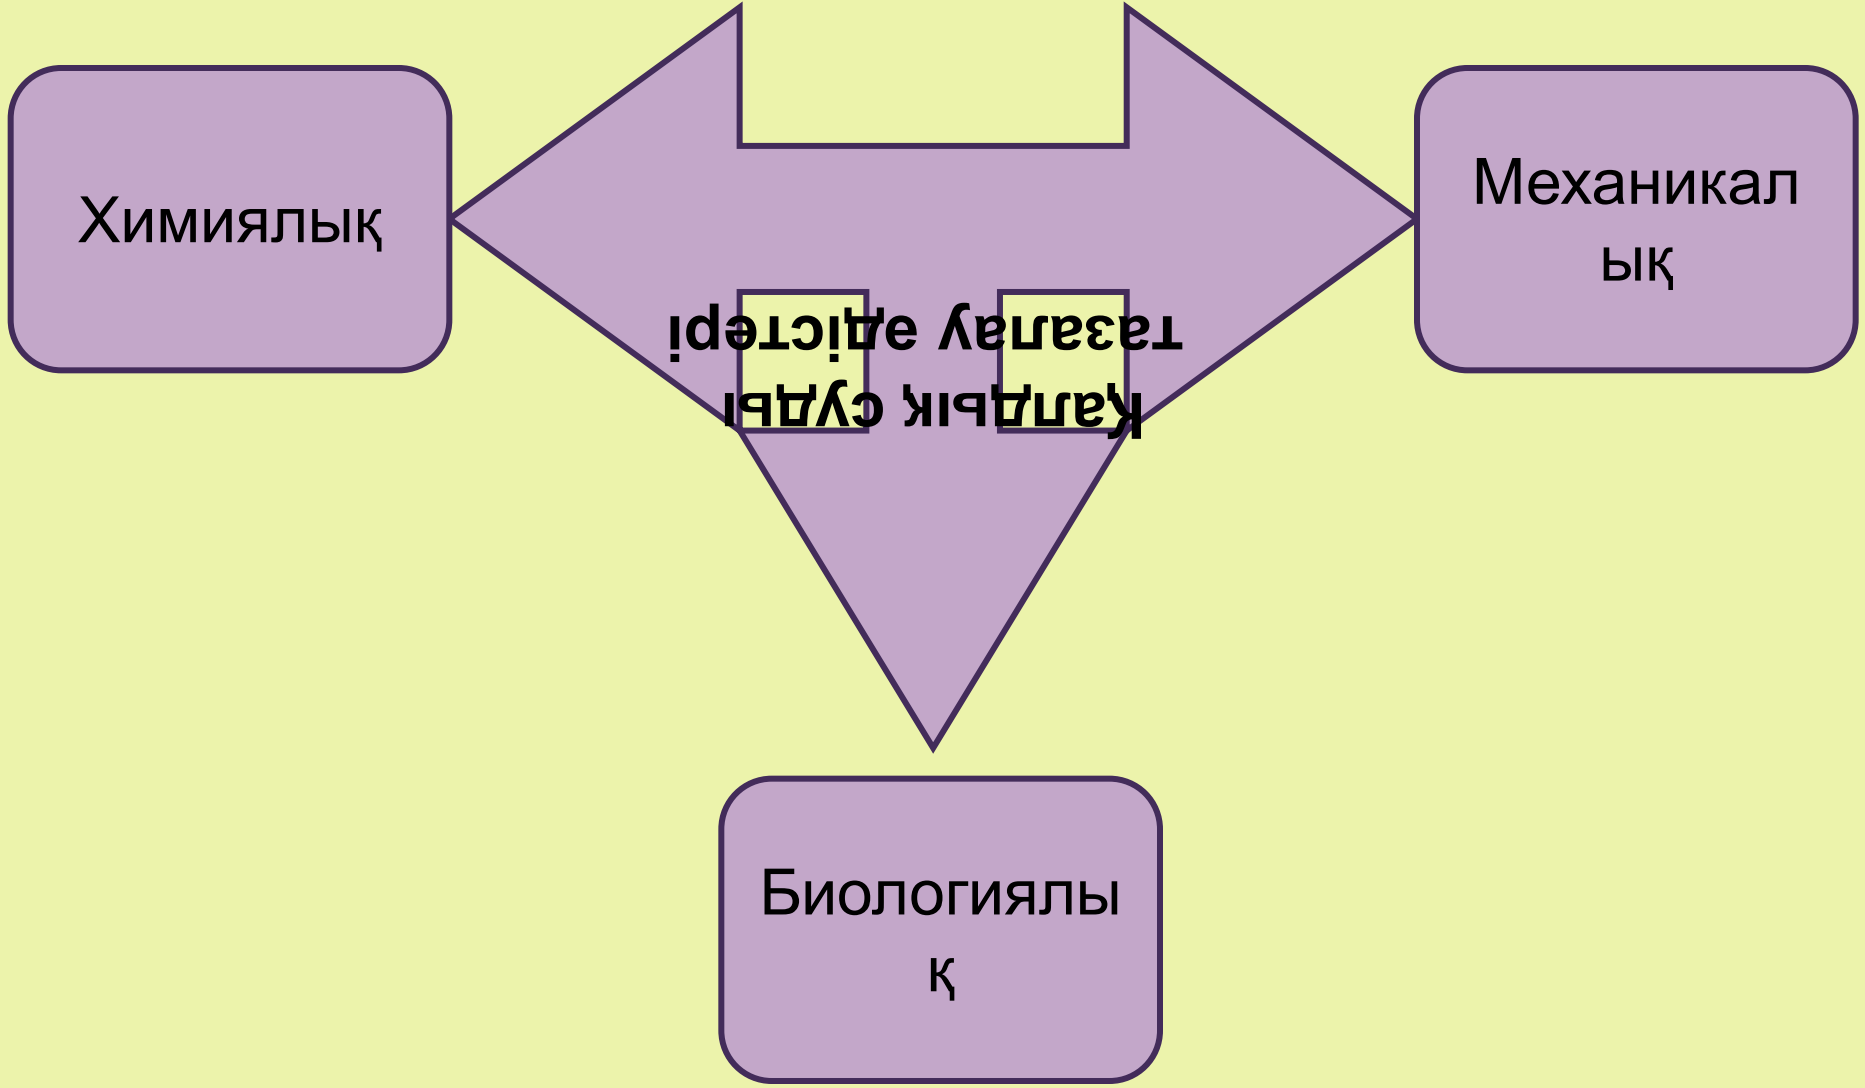 Химиялық
Механикал
ық
Қалдық суды
тазалау әдістері
Биологиялы
қ